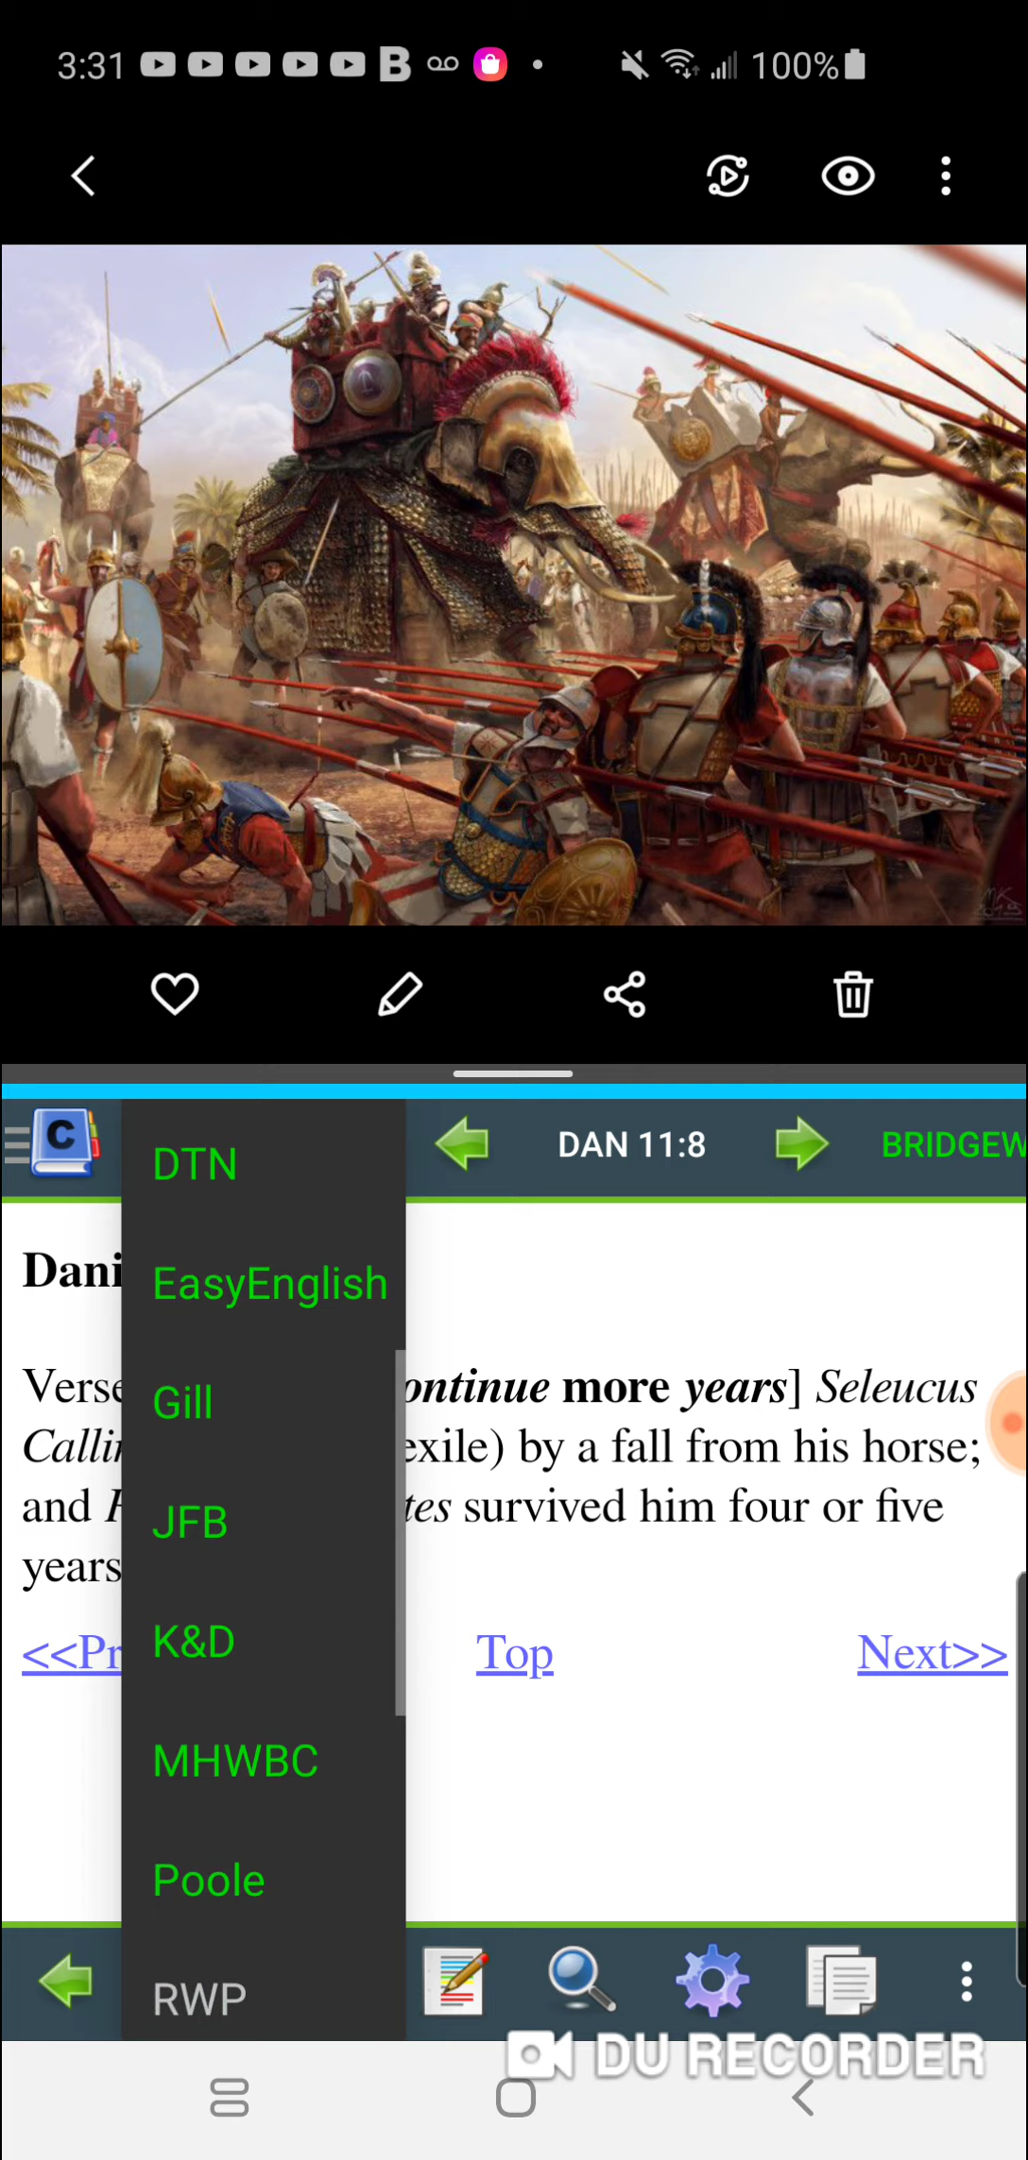 3:31 B 100%
MK
C
DTN
DAN 11:8
BRIDGEW
EasyEnglish
Gill
JFB
K&D
MHWBC
Poole
RWP
Dani
Verse ontinue more years] Seleucus
Callin exile) by a fall from his horse;
and tes survived him four or five
years
<<Pr Top Next>>
DU RECORDER